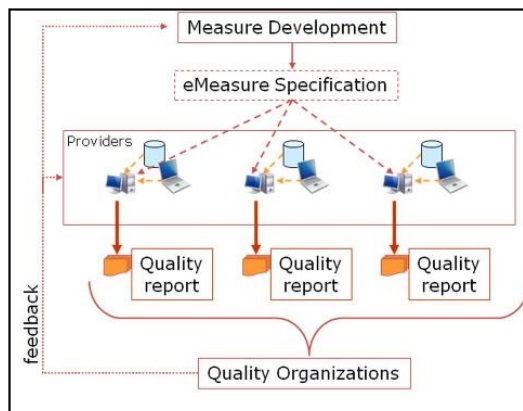 Measure Development
eMeasure Specification
Providers
Quality
report
Quality
report
Quality
report
feedback
Quality Organizations